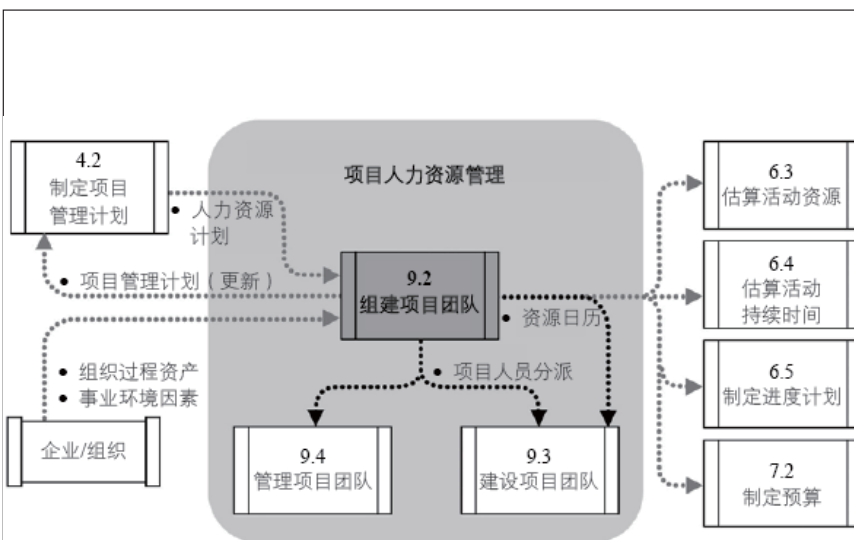 项目人力资源管理
4.2
制定项目
管理计划
• 人力资源
计划
• 项目管理计划（更新）
9.2
组建项目团队
• 资源日历
• 项目人员分派
• 组织过程资产
• 事业环境因素
企业/组织
9.4
管理项目团队
9.3
建设项目团队
6.3
估算活动资源
6.4
估算活动
持续时间
6.5
制定进度计划
7.2
制定预算